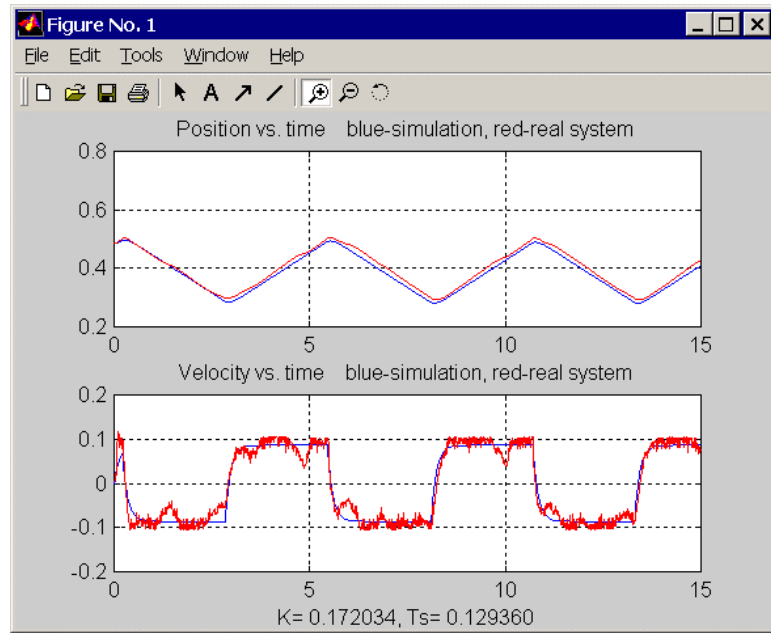 Figure No. 1
File Edit Tools Window Help
A
Position vs. time blue-simulation, red-real system
0.8
0.6
0.4
0.2
0 5 10 15
Velocity vs. time blue-simulation, red-real system
0.2
0.1
0
-0.1
-0.2
0 5 10 15
K= 0.172034, Ts= 0.129360